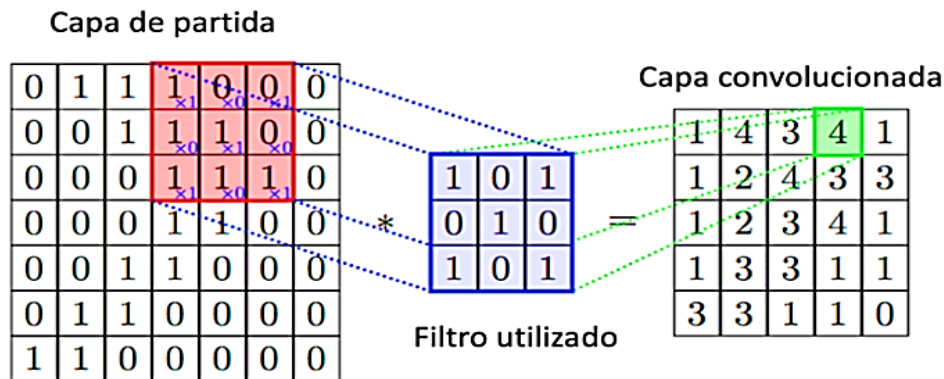 Capa de partida
Capa convolucionada
0 1 1 1×1 0×0 0×1 0
0 0 1 1×0 1×1 0×0 0
0 0 0 1×1 1×0 1×1 0
0 0 0 1 1 0 0
0 0 1 1 0 0 0
0 1 1 0 0 0 0
1 1 0 0 0 0 0
*
1 0 1
0 1 0
1 0 1
Filtro utilizado
=
1 4 3 4 1
1 2 4 3 3
1 2 3 4 1
1 3 3 1 1
3 3 1 1 0